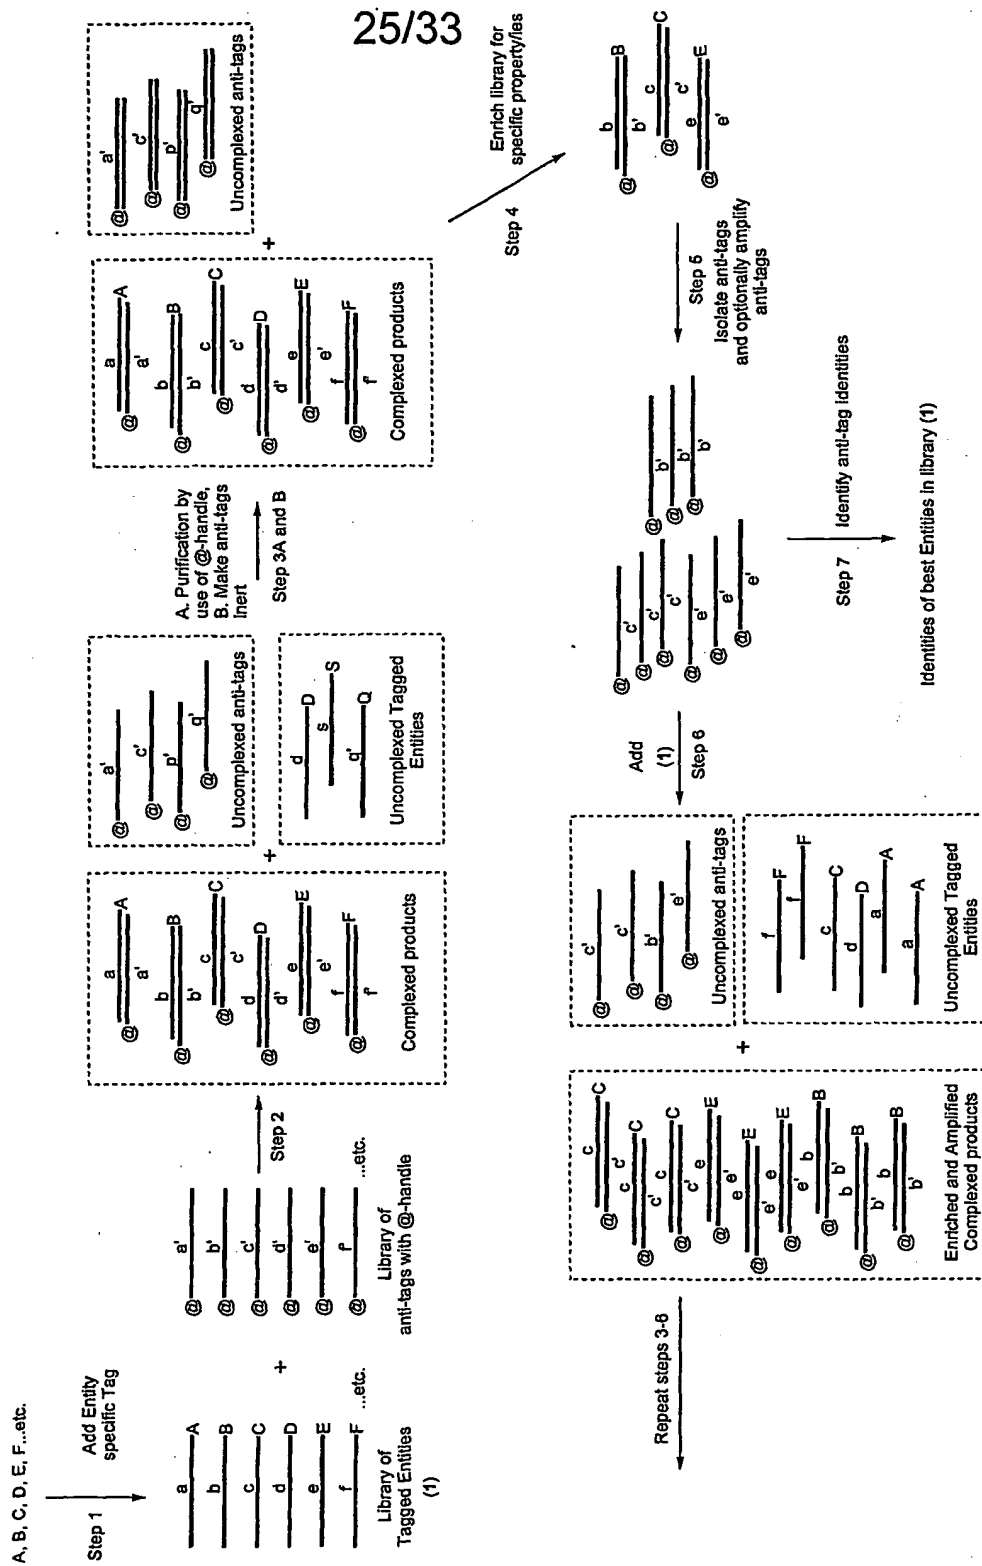 25/33
A, B, C, D, E, F...etc.
Step 1
Add Entity
specific Tag
a A
b B
c C
d D
e E
f F ...etc.
Library of
Tagged Entities
(1)
+
@ a'
@ b'
@ c'
@ d'
@ e'
@ f' ...etc.
Library of
anti-tags with @-handle
Step 2
a A
@ a'
b B
@ b'
c C
@ c'
d D
@ d'
e E
@ e'
f F
@ f'
Complexed products
+
@ a'
@ c'
@ p'
@ q'
Uncomplexed anti-tags
d D
s S
q' Q
Uncomplexed Tagged
Entities
A. Purification by
use of @-handle,
B. Make anti-tags
Inert
Step 3A and B
a A
@ a'
b B
@ b'
c C
@ c'
d D
@ d'
e E
@ e'
f F
@ f'
Complexed products
+
@ a'
@ c'
@ p'
@ q'
Uncomplexed anti-tags
Step 4
Enrich library for
specific property/ies
b B
@ b'
c C
@ c'
e E
@ e'
Step 5
Isolate anti-tags
and optionally amplify
anti-tags
@ c'
@ c'
@ c'
@ e'
@ e'
@ e'
@ b'
@ b'
@ b'
Step 7
Identify anti-tag identities
Identities of best Entities in library (1)
Add
(1)
Step 6
@ c'
@ c'
@ b'
@ e'
Uncomplexed anti-tags
f F
f F
c C
d D
a A
a A
Uncomplexed Tagged
Entities
+
c C
@ c'
c C
@ c'
c C
@ c'
e E
@ e'
e E
@ e'
e E
@ e'
b B
@ b'
b B
@ b'
b B
@ b'
Enriched and Amplified
Complexed products
Repeat steps 3-6